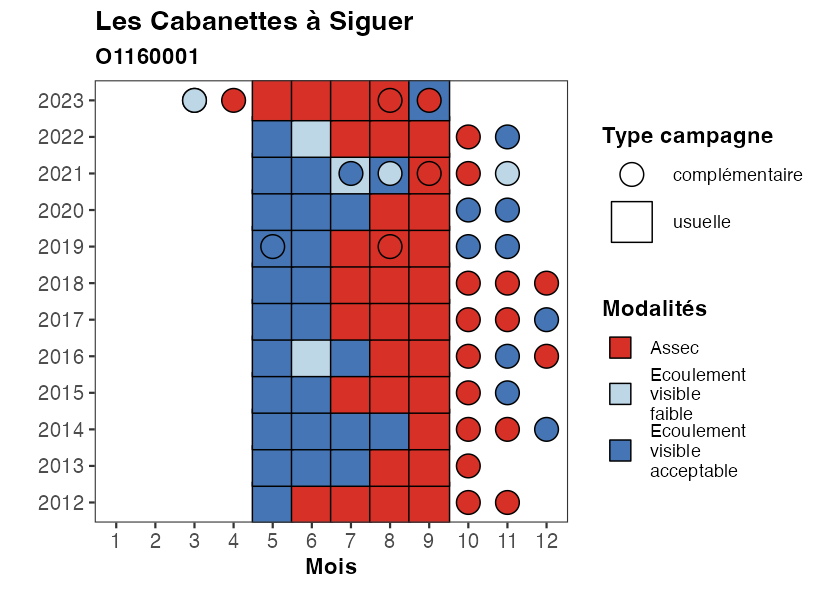 Les Cabanettes à Siguer
O1160001
2023
2022
2021
2020
2019
2018
2017
2016
2015
2014
2013
2012
1 2 3 4 5 6 7 8 9 10 11 12
Mois
Type campagne
complémentaire
usuelle
Modalités
Assec
Ecoulement
visible
faible
Ecoulement
visible
acceptable